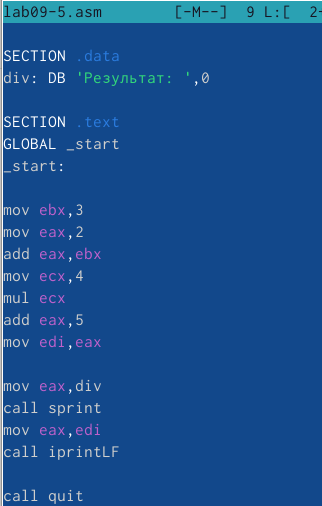 lab09-5.asm [-M--] 9 L:[ 2-
SECTION .data
div: DB 'Результат: ',0
SECTION .text
GLOBAL _start
_start:
mov ebx,3
mov eax,2
add eax,ebx
mov ecx,4
mul ecx
add eax,5
mov edi,eax
mov eax,div
call sprint
mov eax,edi
call iprintLF
call quit